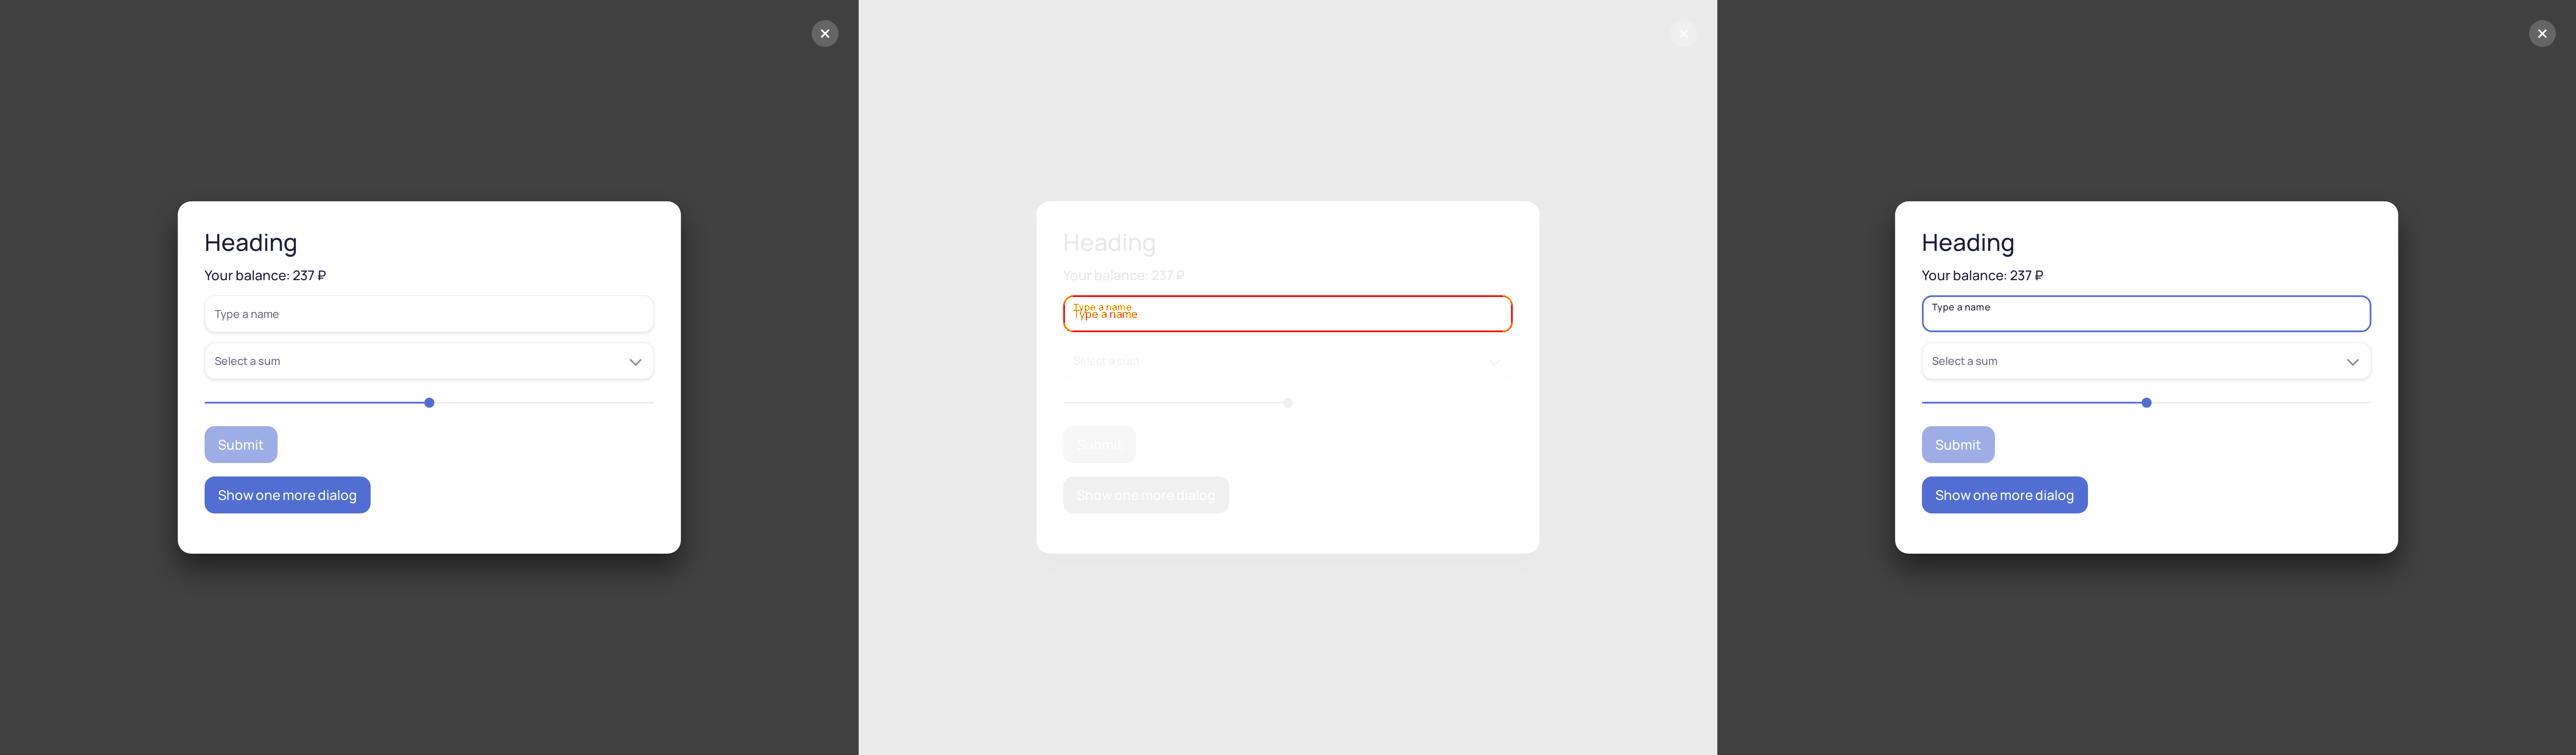 Heading
Your balance: 237 ₽
Type a name
Select a sum
Submit
Show one more dialog
Heading
Your balance: 237 ₽
Type a name
Type a name
Select a sum
Submit
Show one more dialog
Heading
Your balance: 237 ₽
Type a name
Select a sum
Submit
Show one more dialog